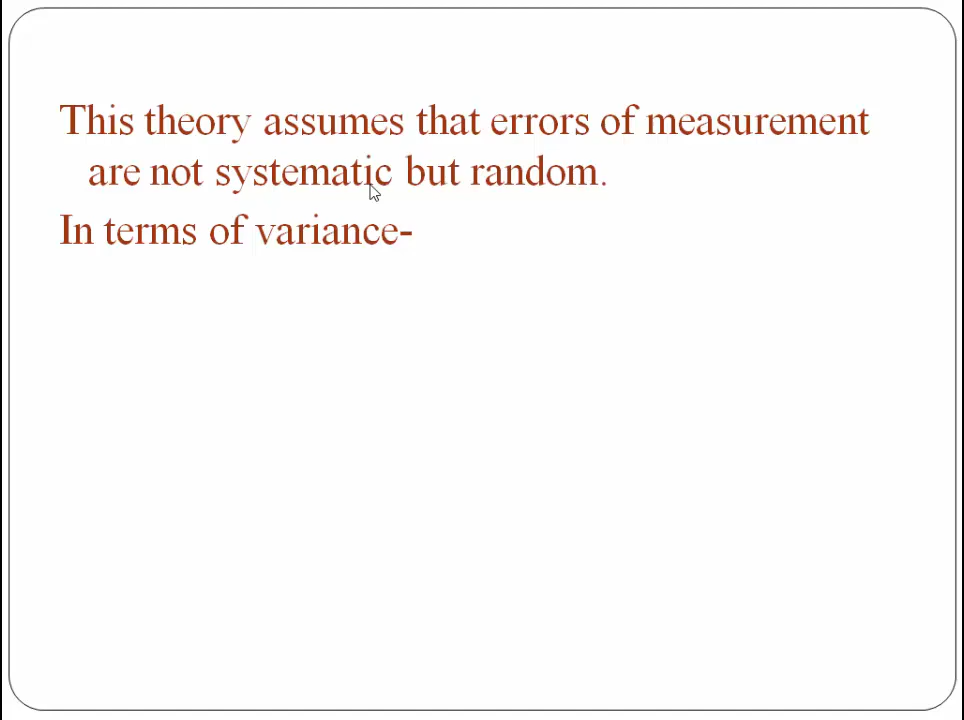 This theory assumes that errors of measurement
are not systematic but random.
In terms of variance-